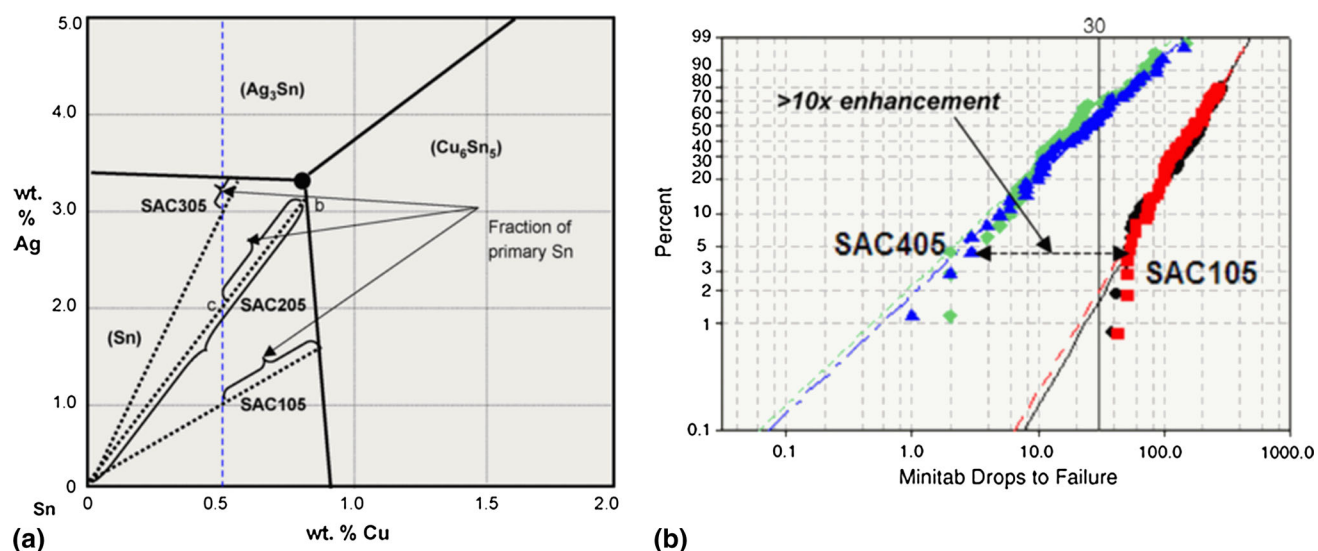 5.0
4.0
3.0
2.0
1.0
0
wt.
%
Ag
(Ag3Sn)
(Cu6Sn5)
SAC305
b
Fraction of
primary Sn
c
SAC205
(Sn)
SAC105
Sn
0
0.5
1.0
1.5
2.0
wt. % Cu
(a)
30
99
90
80
70
60
50
40
30
20
10
5
3
2
1
0.1
Percent
>10x enhancement
SAC405
SAC105
0.1
1.0
10.0
100.0
1000.0
Minitab Drops to Failure
(b)